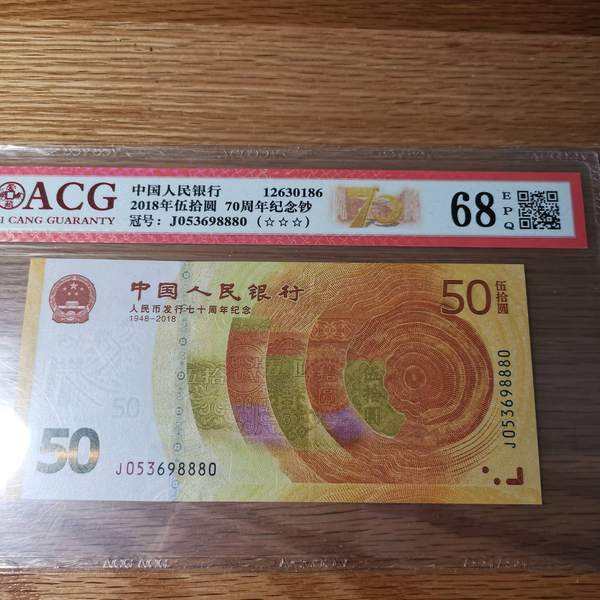 ACG
I CANG GUARANTY
中国人民银行 12630186
2018年伍拾圆 70周年纪念钞
冠号: J053698880 (☆☆☆)
70
68
EPQ
中国人民银行
人民币发行七十周年纪念
1948-2018
50
伍拾圆
50
50
J053698880
J053698880